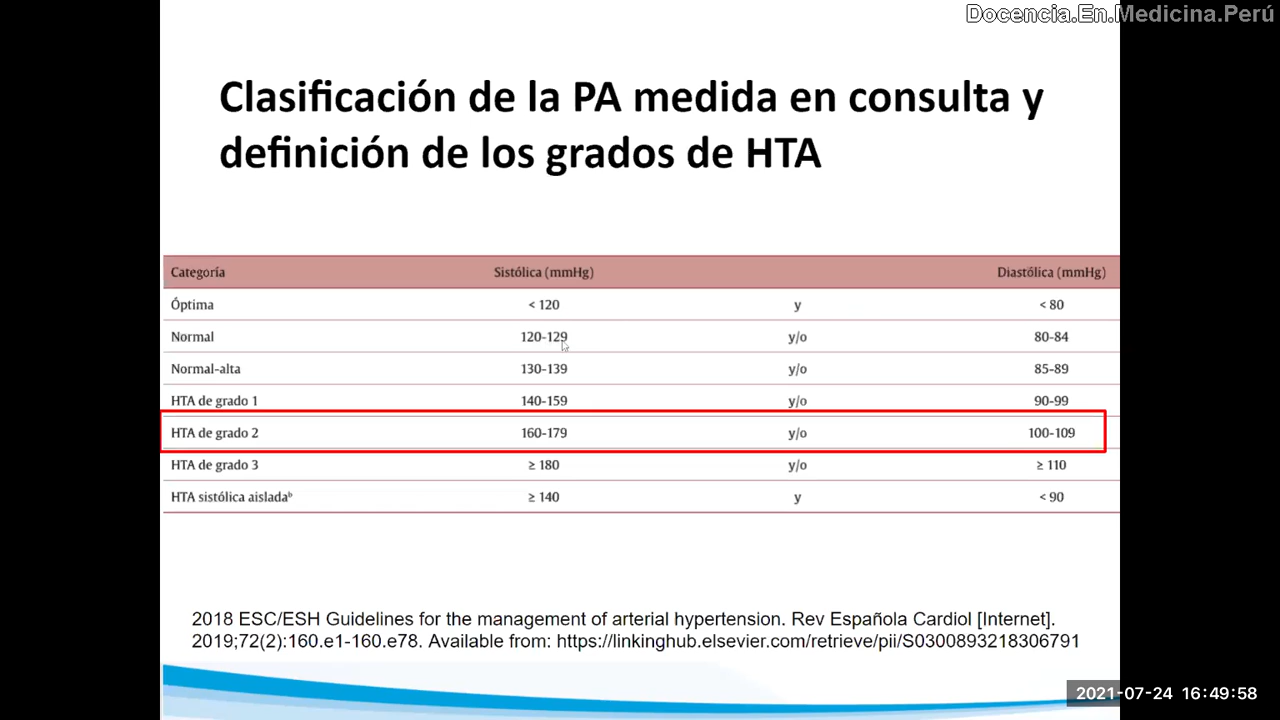 Docencia.En.Medicina.Perú
Clasificación de la PA medida en consulta y
definición de los grados de HTA
Categoría Sistólica (mmHg) Diastólica (mmHg)
Óptima < 120 y < 80
Normal 120-129 y/o 80-84
Normal-alta 130-139 y/o 85-89
HTA de grado 1 140-159 y/o 90-99
HTA de grado 2 160-179 y/o 100-109
HTA de grado 3 ≥ 180 y/o ≥ 110
HTA sistólica aisladaᵇ ≥ 140 y < 90
2018 ESC/ESH Guidelines for the management of arterial hypertension. Rev Española Cardiol [Internet].
2019;72(2):160.e1-160.e78. Available from: https://linkinghub.elsevier.com/retrieve/pii/S0300893218306791
2021-07-24 16:49:58